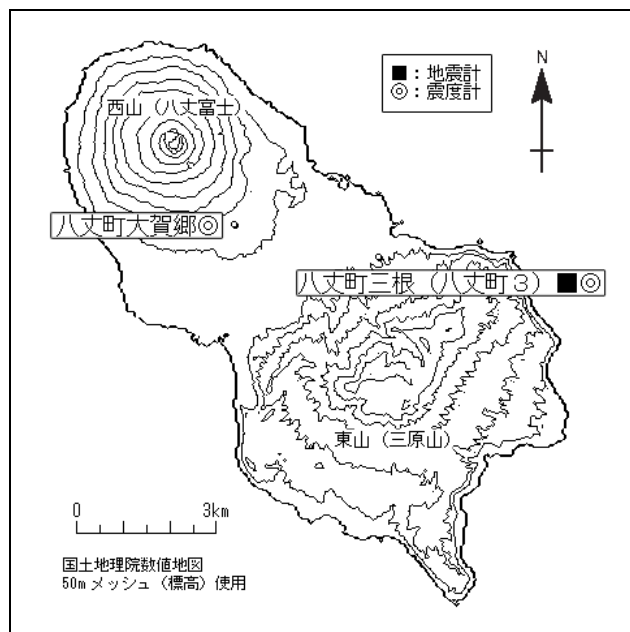 ■：地震計
◎：震度計
N
西山（八丈富士）
八丈町大賀郷◎
八丈町三根（八丈町３）■◎
東山（三原山）
0 3km
国土地理院数値地図
50mメッシュ（標高）使用